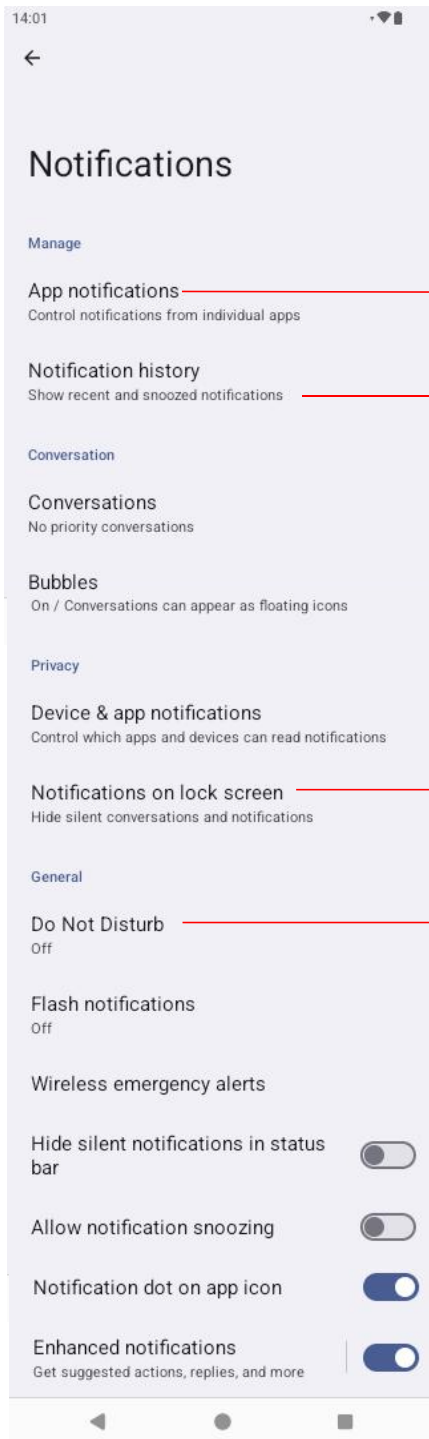 14:01
Notifications
Manage
App notifications
Control notifications from individual apps
Notification history
Show recent and snoozed notifications
Conversation
Conversations
No priority conversations
Bubbles
On / Conversations can appear as floating icons
Privacy
Device & app notifications
Control which apps and devices can read notifications
Notifications on lock screen
Hide silent conversations and notifications
General
Do Not Disturb
Off
Flash notifications
Off
Wireless emergency alerts
Hide silent notifications in status
bar
Allow notification snoozing
Notification dot on app icon
Enhanced notifications
Get suggested actions, replies, and more